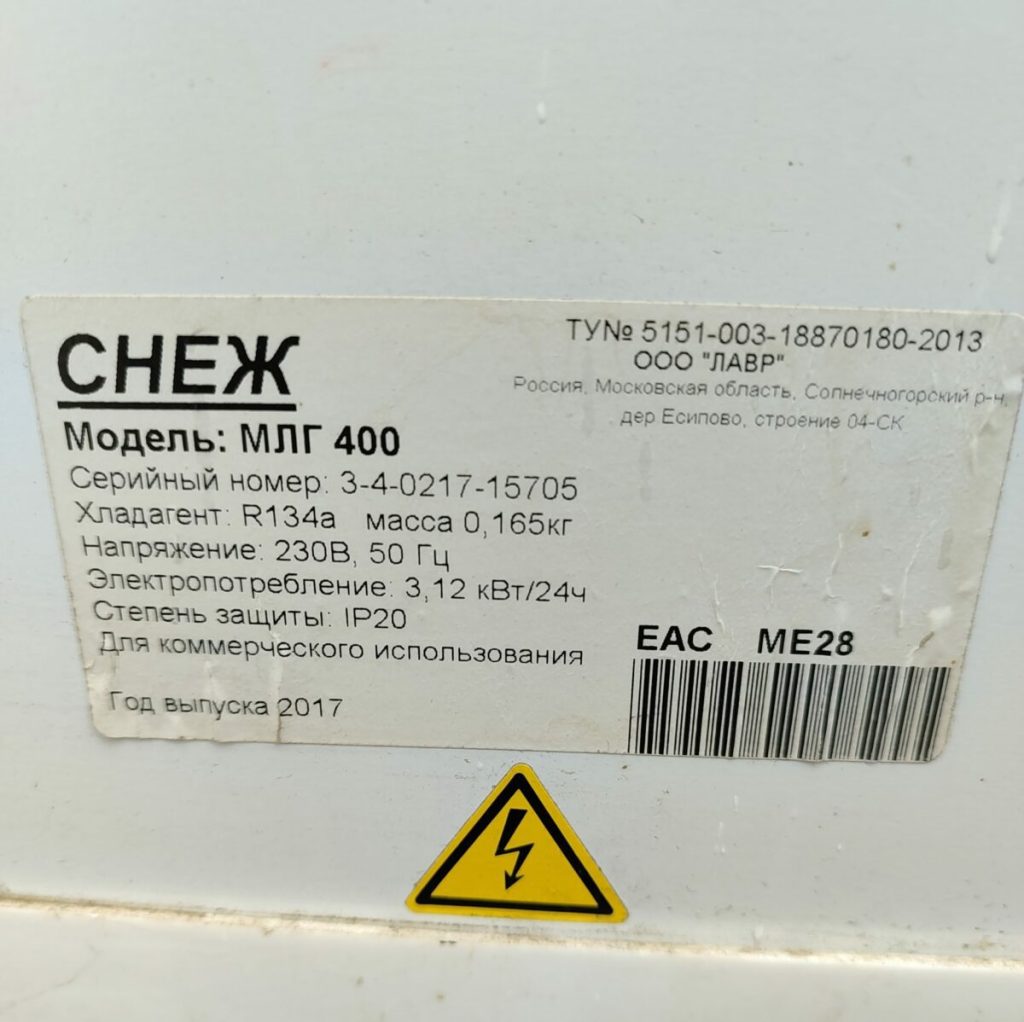 СНЕЖ
Модель: МЛГ 400
Серийный номер: 3-4-0217-15705
Хладагент: R134a масса 0,165кг
Напряжение: 230В, 50 Гц
Электропотребление: 3,12 кВт/24ч
Степень защиты: IP20
Для коммерческого использования
Год выпуска 2017
ТУ№ 5151-003-18870180-2013
ООО "ЛАВР"
Россия, Московская область, Солнечногорский р-ч,
дер Есипово, строение 04-СК
EAC ME28